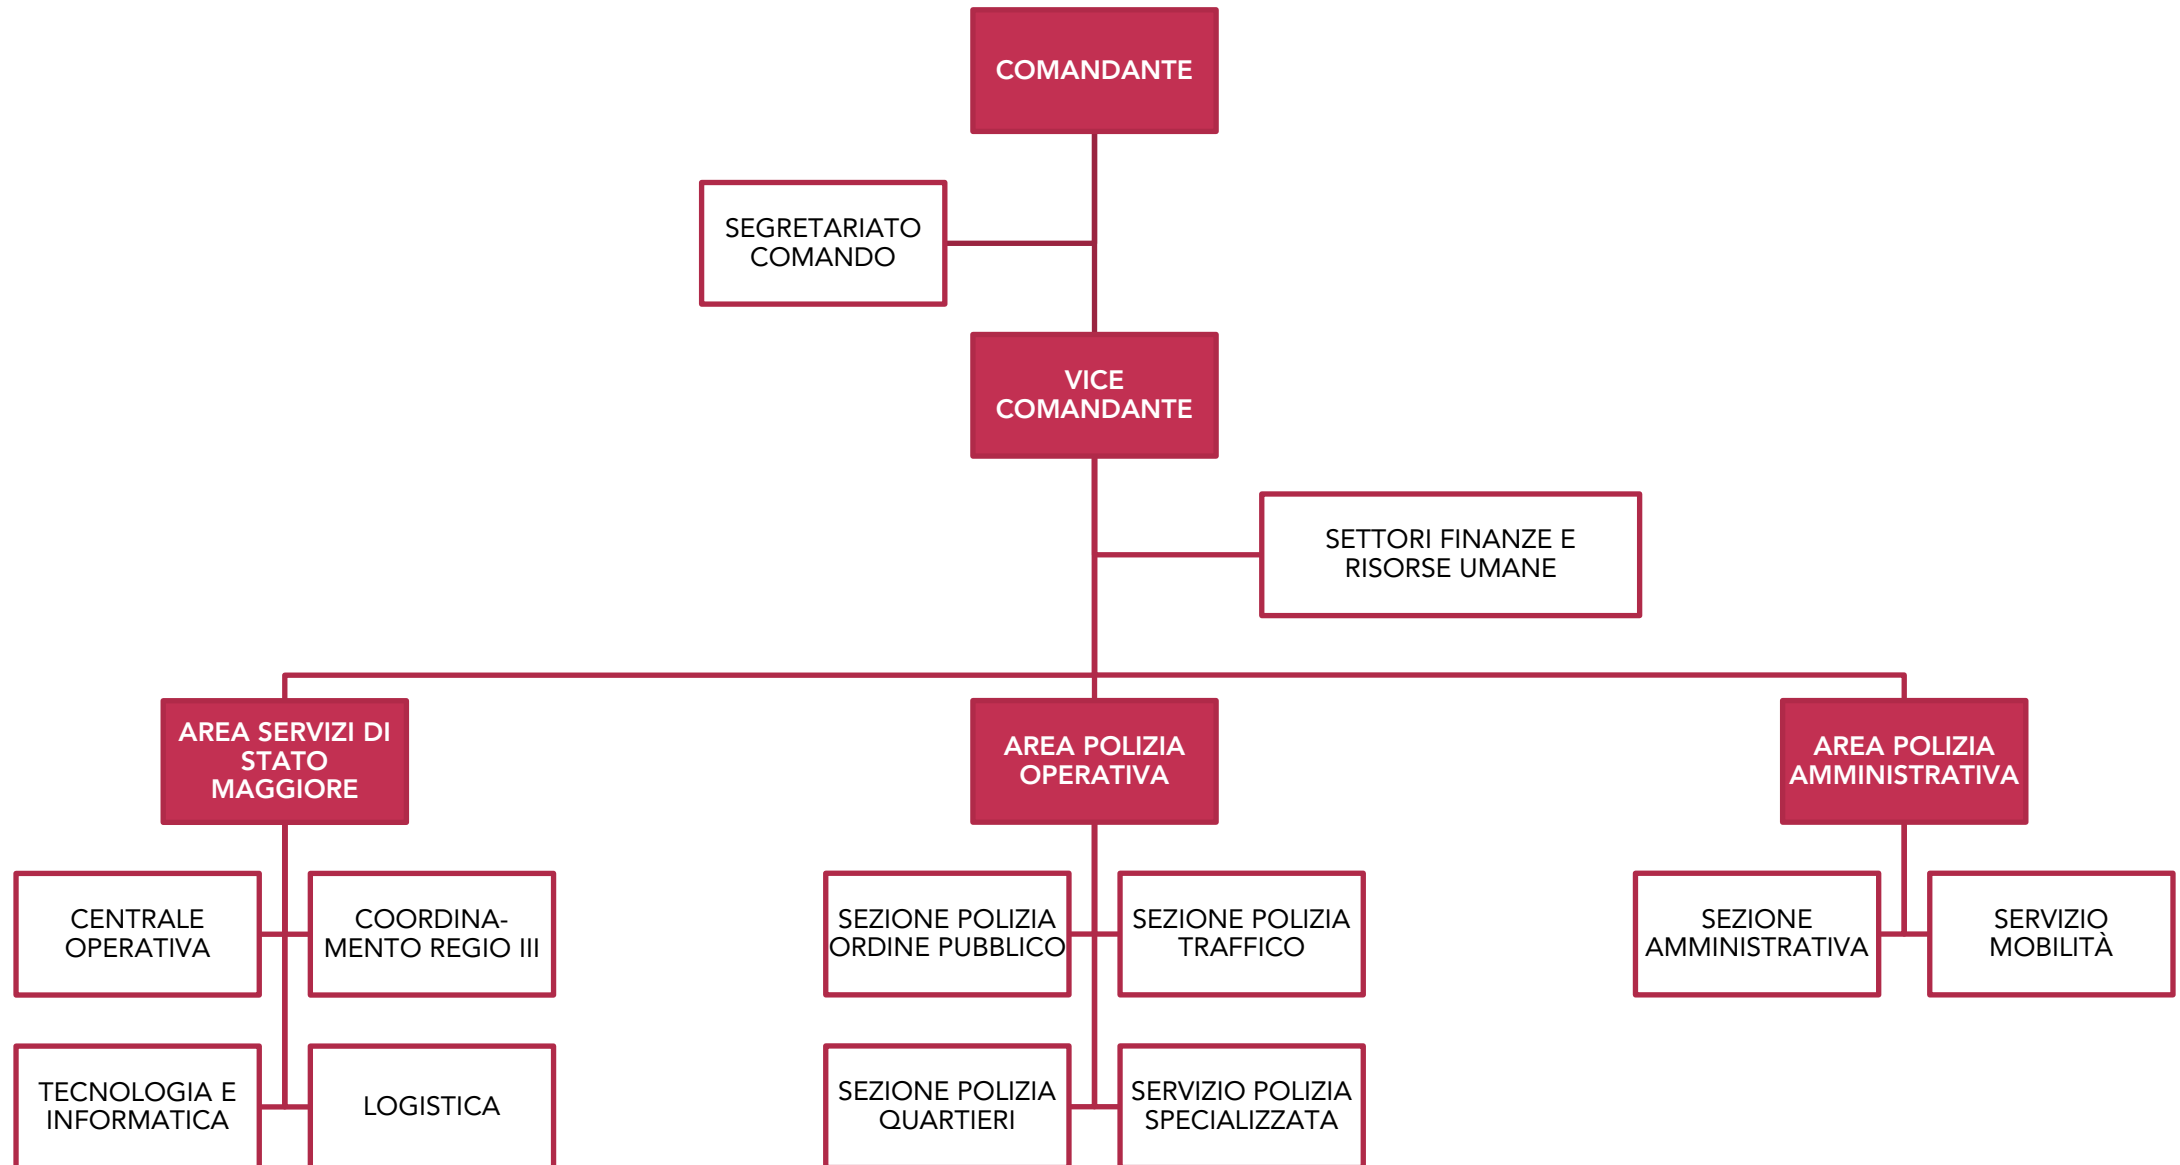 COMANDANTE
SEGRETARIATO
COMANDO
VICE
COMANDANTE
SETTORI FINANZE E
RISORSE UMANE
AREA SERVIZI DI
STATO
MAGGIORE
AREA POLIZIA
OPERATIVA
AREA POLIZIA
AMMINISTRATIVA
CENTRALE
OPERATIVA
COORDINA-
MENTO REGIO III
SEZIONE POLIZIA
ORDINE PUBBLICO
SEZIONE POLIZIA
TRAFFICO
SEZIONE
AMMINISTRATIVA
SERVIZIO
MOBILITÀ
TECNOLOGIA E
INFORMATICA
LOGISTICA
SEZIONE POLIZIA
QUARTIERI
SERVIZIO POLIZIA
SPECIALIZZATA